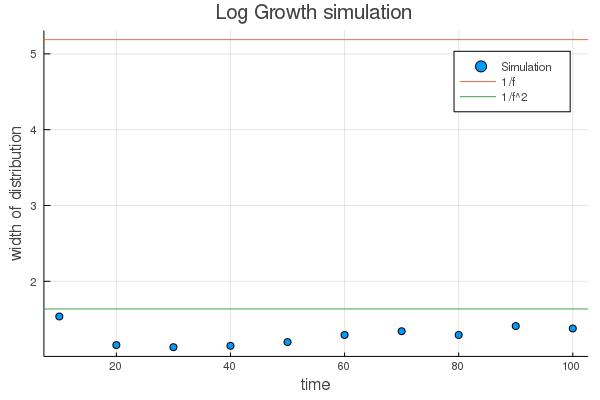 Log Growth simulation
width of distribution
5
4
3
2
Simulation
1/f
1/f^2
20
40
60
80
100
time